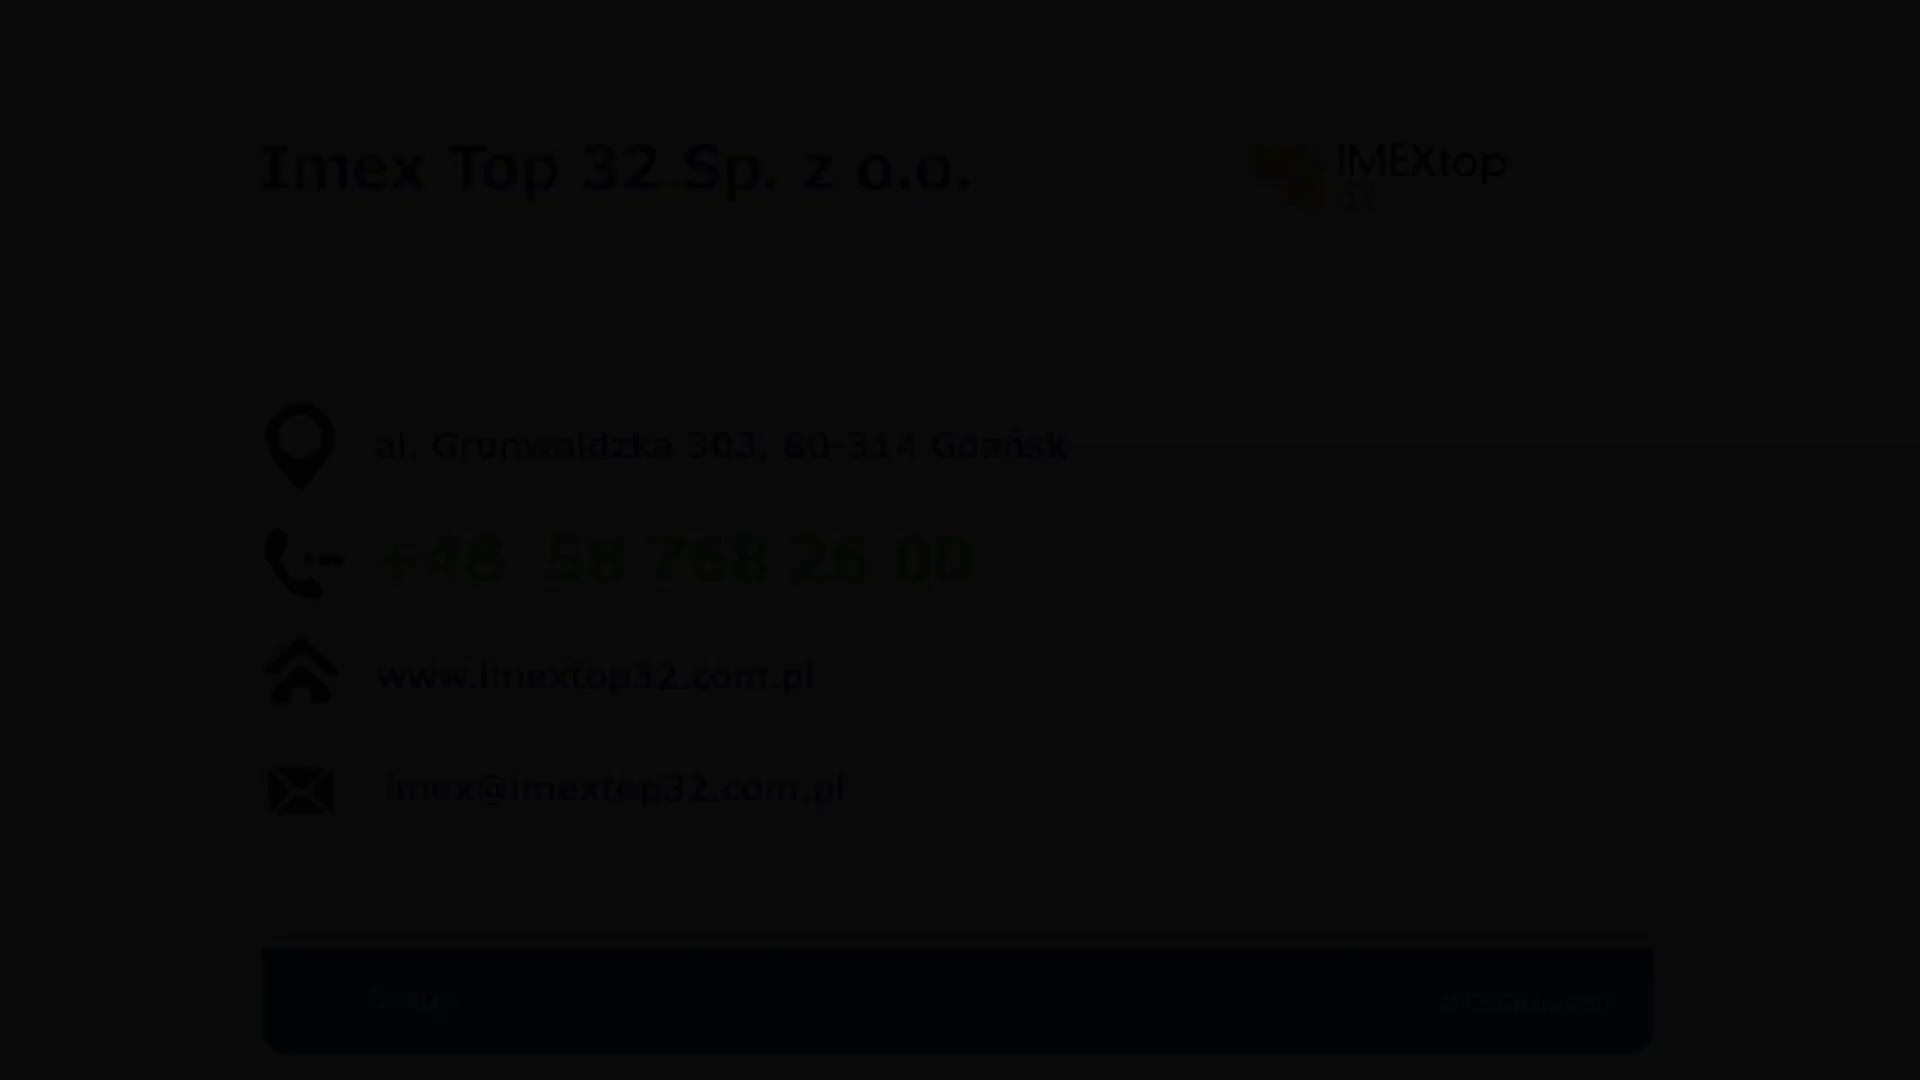 Imex Top 32 Sp. z o.o.
IMEXtop
32
al. Grunwaldzka 303, 80-314 Gdańsk
+48 58 768 26 00
www.imextop32.com.pl
imex@imextop32.com.pl